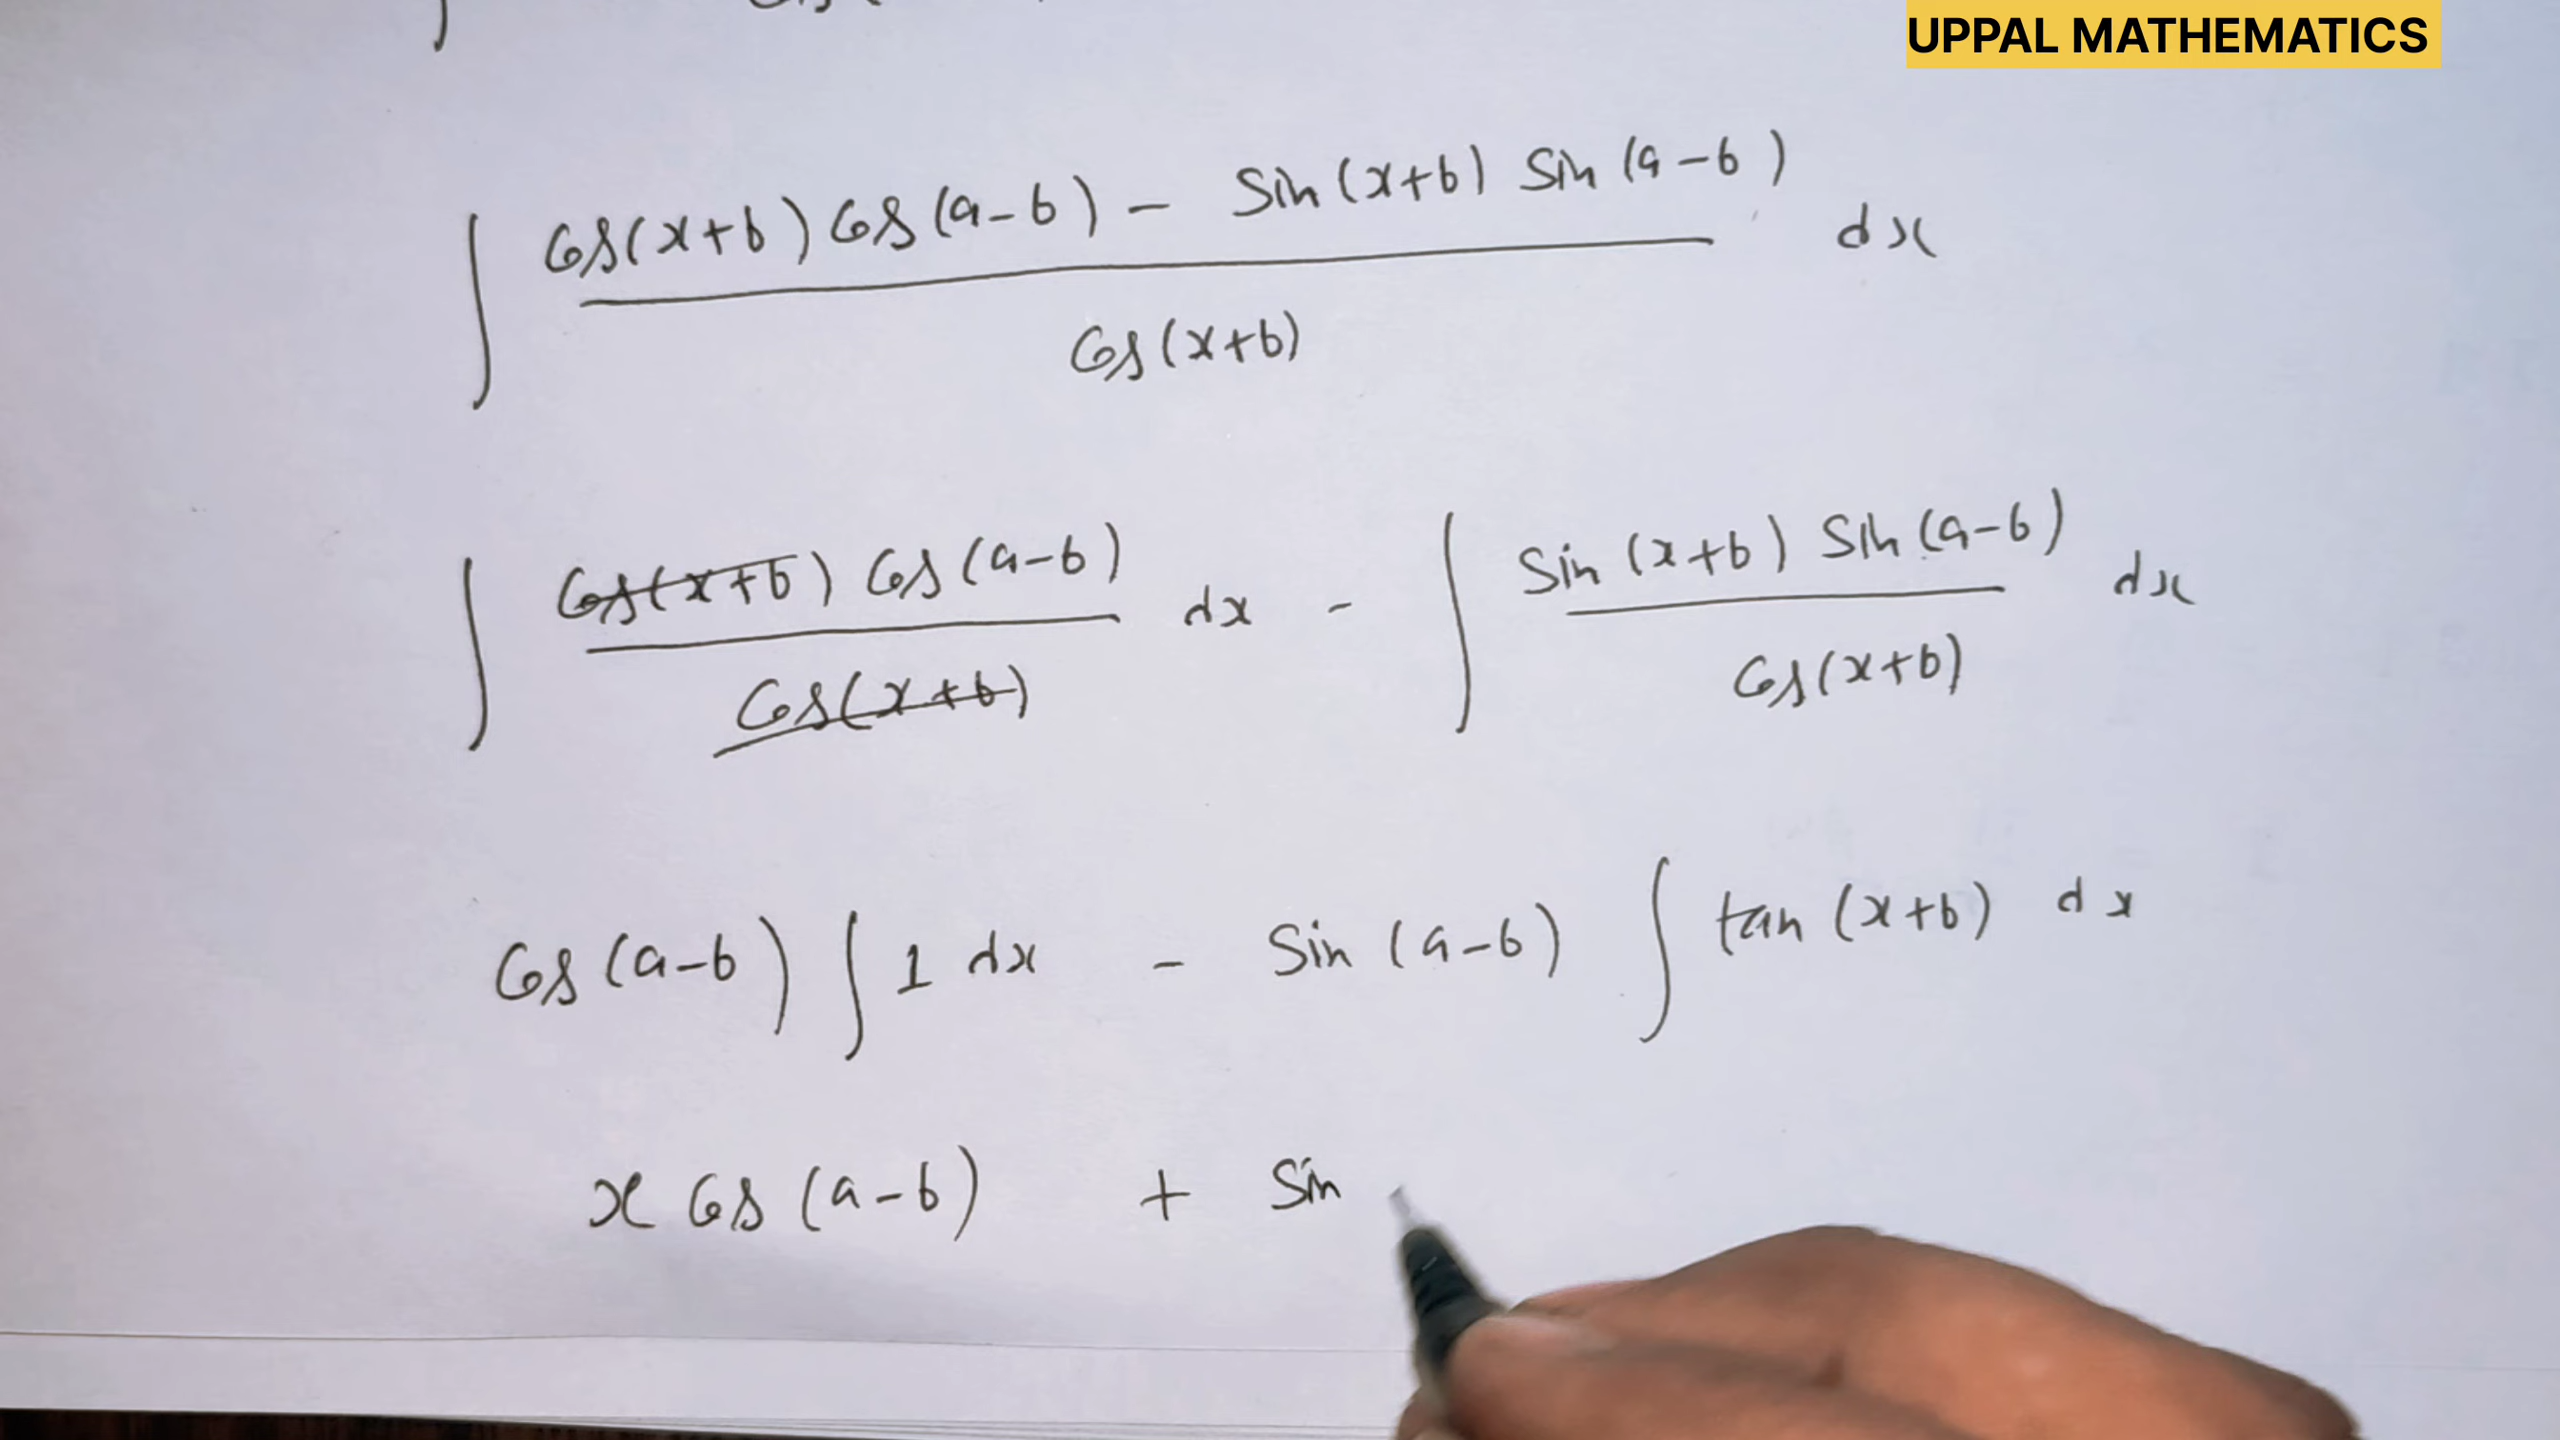 UPPAL MATHEMATICS
∫ Cos(x+b) Cos(a-b) - Sin(x+b) Sin(a-b) / Cos(x+b) dx
∫ Cos(x+b) Cos(a-b) / Cos(x+b) dx - ∫ Sin(x+b) Sin(a-b) / Cos(x+b) dx
Cos(a-b) ∫ 1 dx - Sin(a-b) ∫ tan(x+b) dx
x Cos(a-b) + Sin